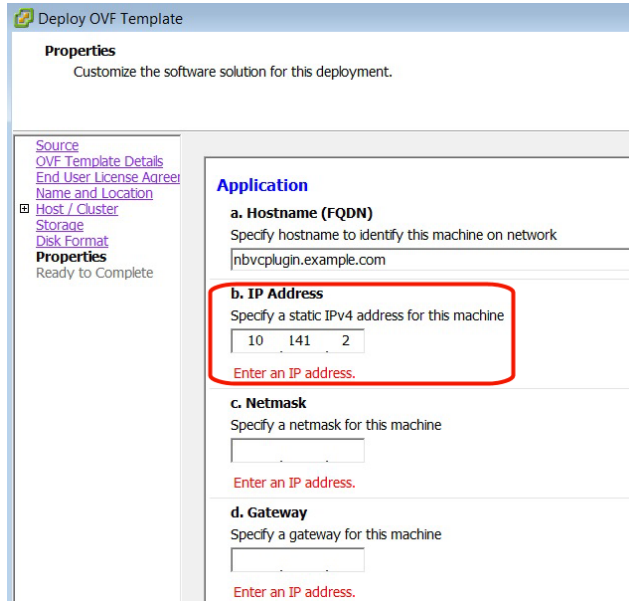 Deploy OVF Template
Properties
Customize the software solution for this deployment.
Source
OVF Template Details
End User License Agreer
Name and Location
Host / Cluster
Storage
Disk Format
Properties
Ready to Complete
Application
a. Hostname (FQDN)
Specify hostname to identify this machine on network
nbvcplugin.example.com
b. IP Address
Specify a static IPv4 address for this machine
10 . 141 . 2
Enter an IP address.
c. Netmask
Specify a netmask for this machine
. .
Enter an IP address.
d. Gateway
Specify a gateway for this machine
. .
Enter an IP address.